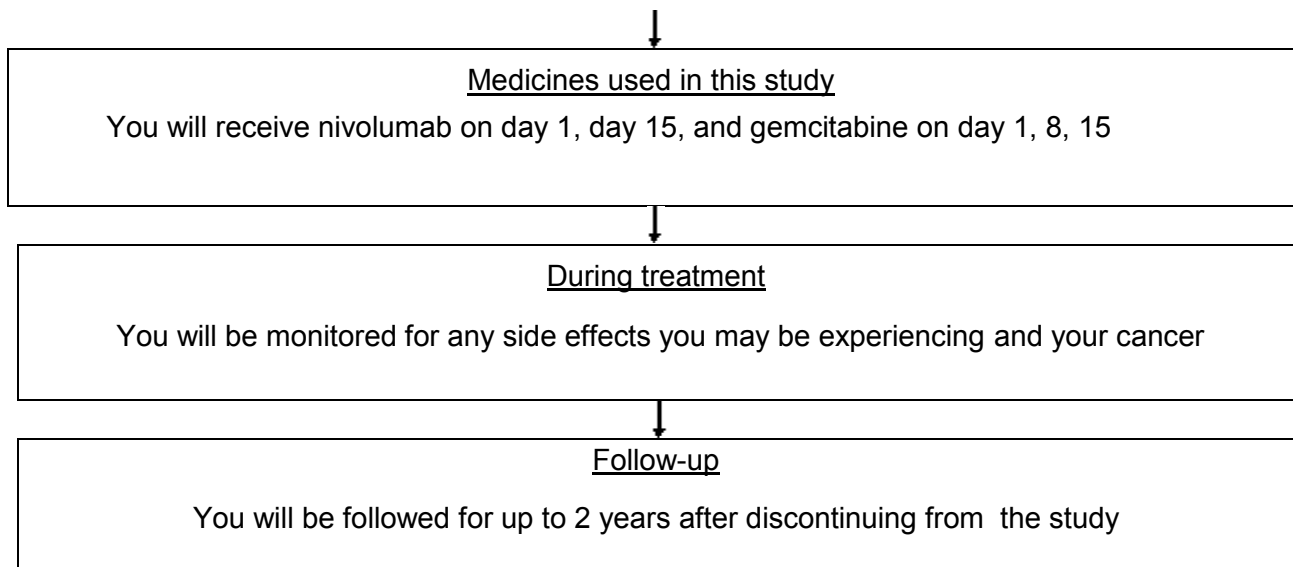 Medicines used in this study
You will receive nivolumab on day 1, day 15, and gemcitabine on day 1, 8, 15
During treatment
You will be monitored for any side effects you may be experiencing and your cancer
Follow-up
You will be followed for up to 2 years after discontinuing from the study